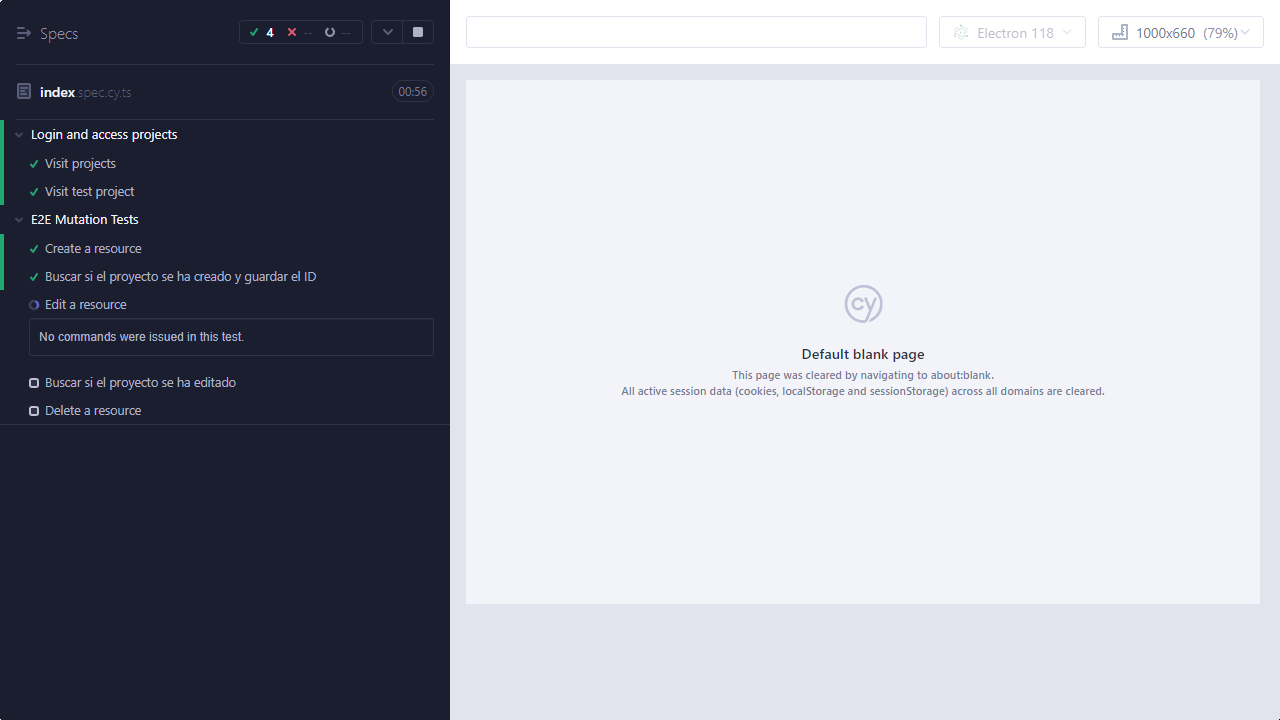 Specs
4
--
--
Electron 118
1000x660 (79%)
index.spec.cy.ts
00:56
Login and access projects
Visit projects
Visit test project
E2E Mutation Tests
Create a resource
Buscar si el proyecto se ha creado y guardar el ID
Edit a resource
No commands were issued in this test.
Buscar si el proyecto se ha editado
Delete a resource
cy
Default blank page
This page was cleared by navigating to about:blank.
All active session data (cookies, localStorage and sessionStorage) across all domains are cleared.